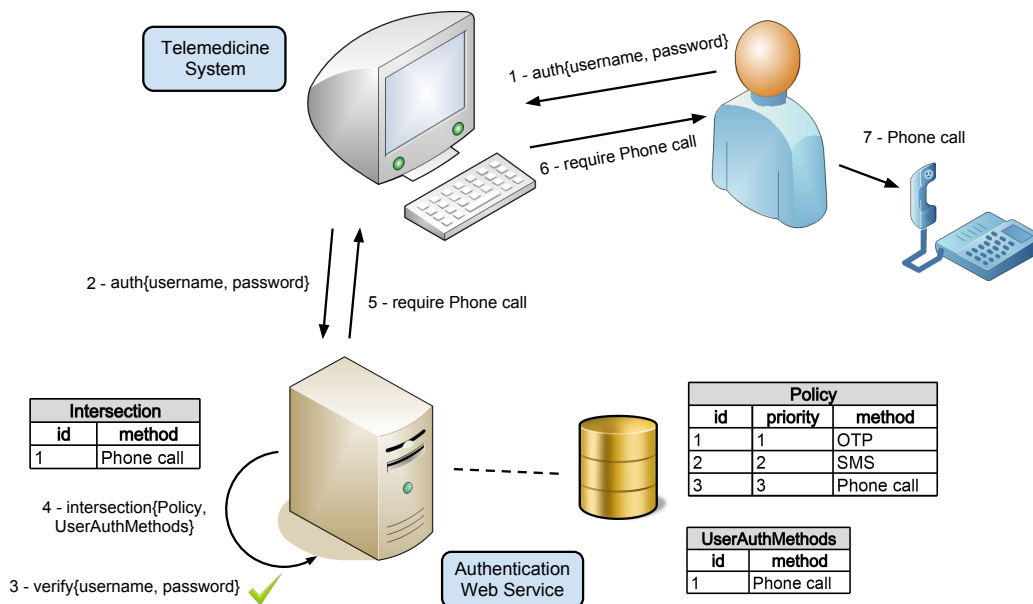 Telemedicine
System
1 - auth{username, password}
6 - require Phone call
7 - Phone call
2 - auth{username, password}
5 - require Phone call
Intersection
id method
1 Phone call
4 - intersection{Policy,
UserAuthMethods}
3 - verify{username, password}
Authentication
Web Service
Policy
id priority method
1 1 OTP
2 2 SMS
3 3 Phone call
UserAuthMethods
id method
1 Phone call